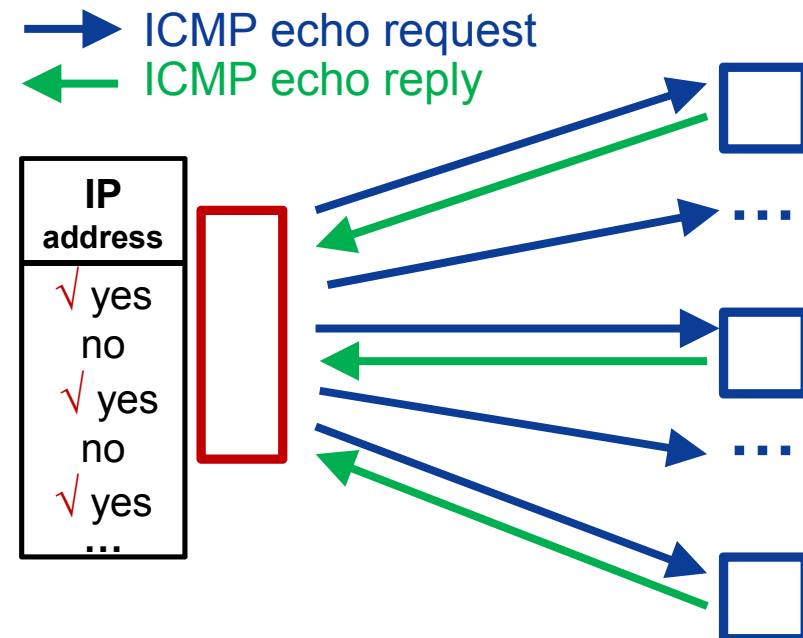 ICMP echo request
ICMP echo reply
IP
address
√ yes
no
√ yes
no
√ yes
...
...
...